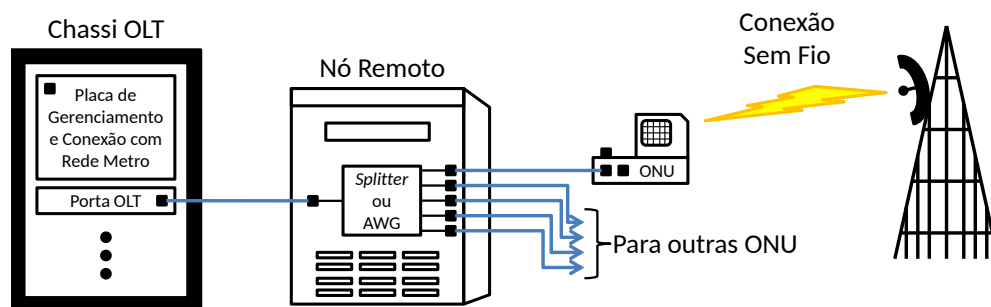 Chassi OLT
Placa de
Gerenciamento
e Conexão com
Rede Metro
Porta OLT
Nó Remoto
Splitter
ou
AWG
ONU
Para outras ONU
Conexão
Sem Fio